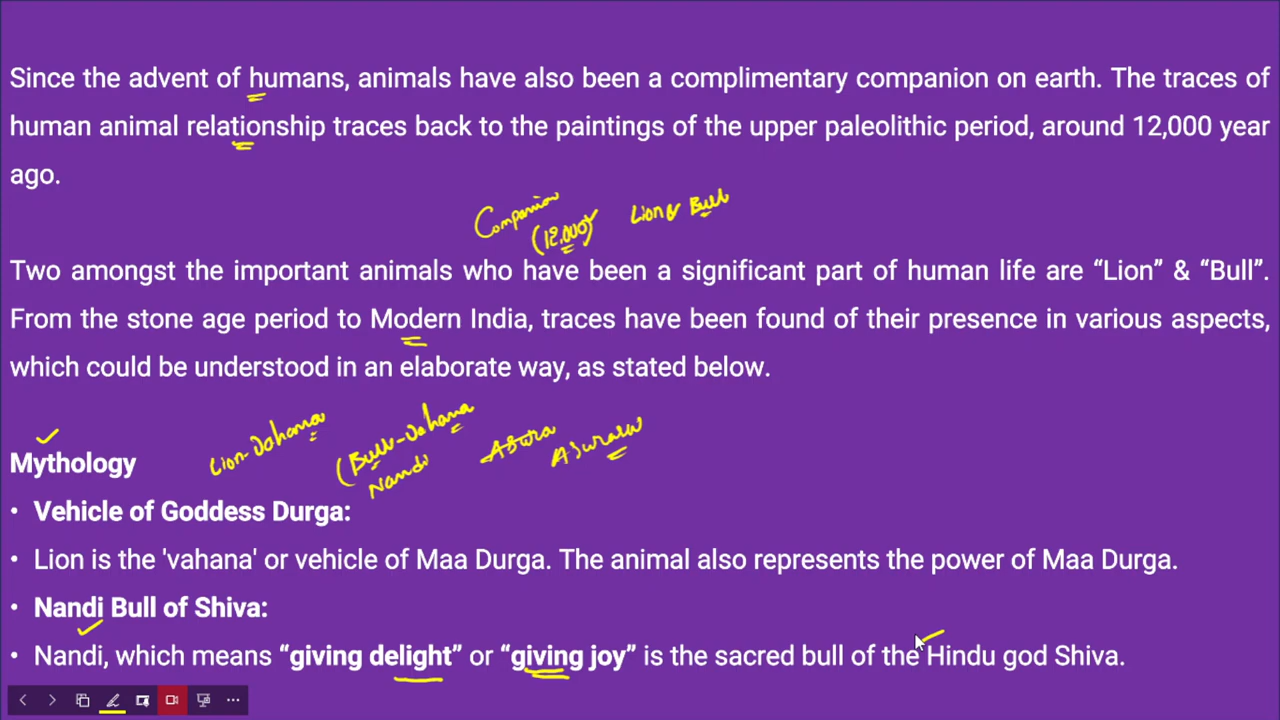 Since the advent of humans, animals have also been a complimentary companion on earth. The traces of
human animal relationship traces back to the paintings of the upper paleolithic period, around 12,000 year
ago.
Companion Lion & Bull
(12,000)
Two amongst the important animals who have been a significant part of human life are “Lion” & “Bull”.
From the stone age period to Modern India, traces have been found of their presence in various aspects,
which could be understood in an elaborate way, as stated below.
Lion-Vahana (Bull-Vahana Asura
Nandi
Mythology
• Vehicle of Goddess Durga:
• Lion is the 'vahana' or vehicle of Maa Durga. The animal also represents the power of Maa Durga.
• Nandi Bull of Shiva:
• Nandi, which means “giving delight” or “giving joy” is the sacred bull of the Hindu god Shiva.